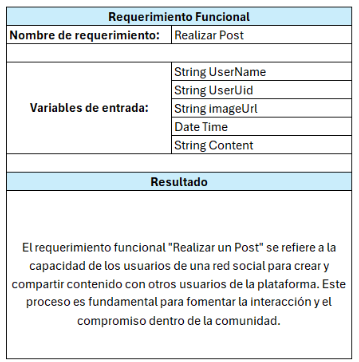 Requerimiento Funcional
Nombre de requerimiento: Realizar Post
Variables de entrada:
String UserName
String UserUid
String imageUrl
Date Time
String Content
Resultado
El requerimiento funcional "Realizar un Post" se refiere a la
capacidad de los usuarios de una red social para crear y
compartir contenido con otros usuarios de la plataforma. Este
proceso es fundamental para fomentar la interacción y el
compromiso dentro de la comunidad.